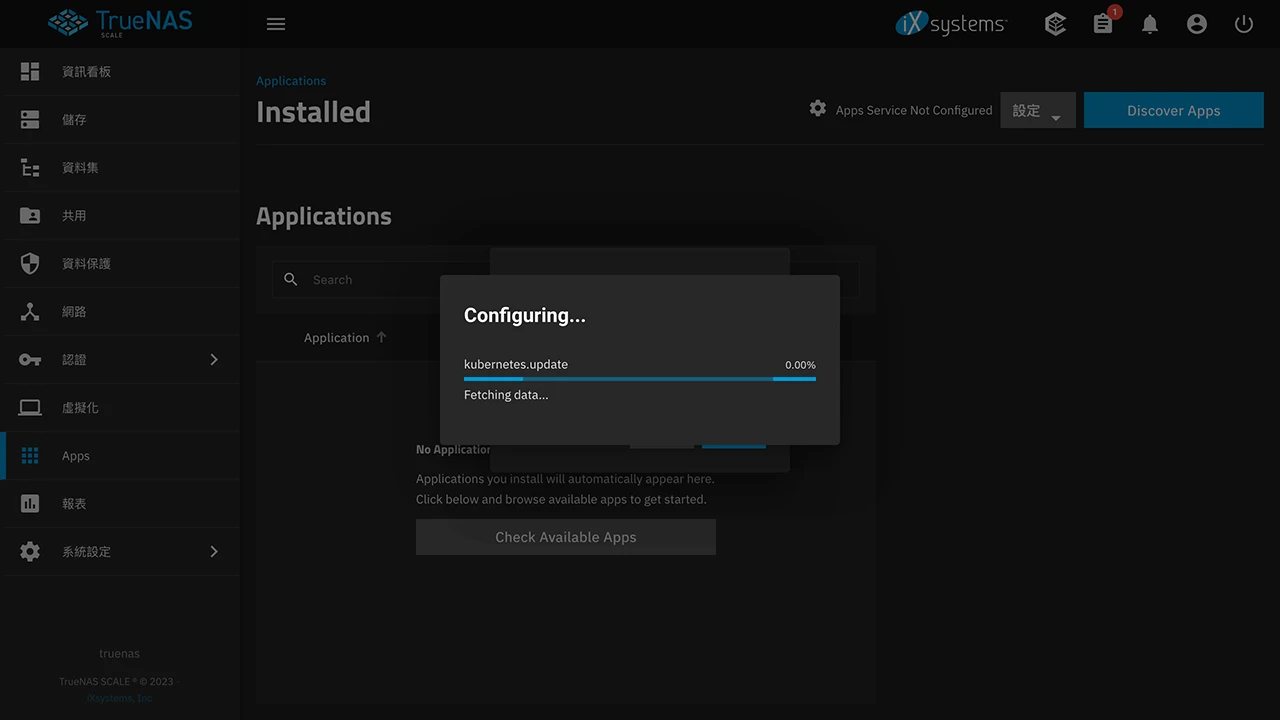 TrueNAS
SCALE
iXsystems
1
資訊看板
儲存
資料集
共用
資料保護
網路
認證
虛擬化
Apps
報表
系統設定
truenas
TrueNAS SCALE ® © 2023 -
iXsystems, Inc
Applications
Installed
Apps Service Not Configured
設定
Discover Apps
Applications
Search
Application
Configuring...
kubernetes.update
0.00%
Fetching data...
No Application
Applications you install will automatically appear here.
Click below and browse available apps to get started.
Check Available Apps